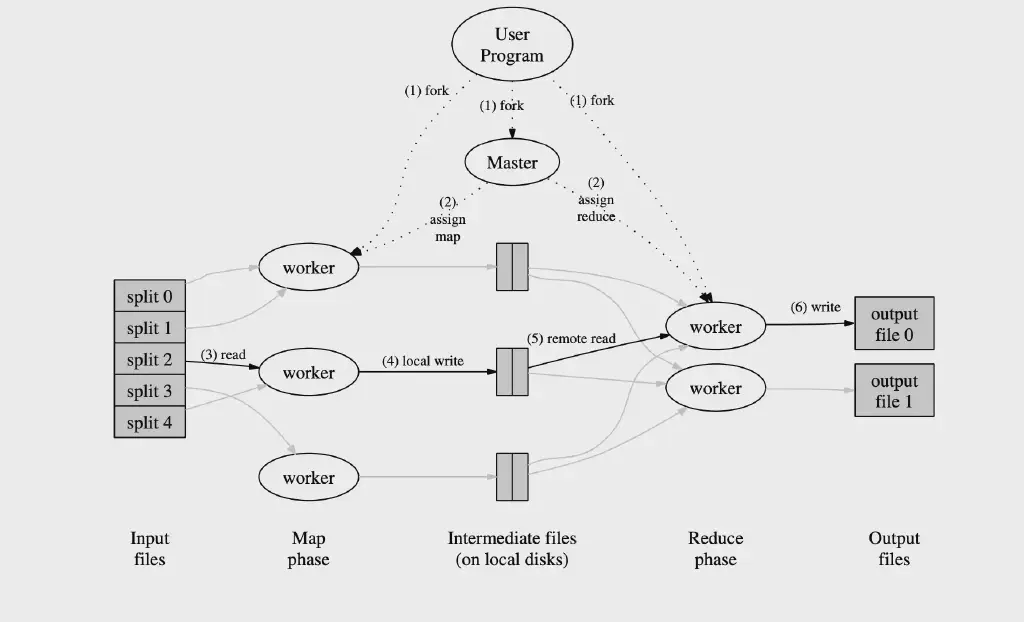 User
Program
(1) fork
(1) fork
(1) fork
Master
(2)
assign
map
(2)
assign
reduce
worker
split 0
split 1
split 2
split 3
split 4
(3) read
worker
(4) local write
worker
(5) remote read
worker
worker
(6) write
output
file 0
output
file 1
Input
files
Map
phase
Intermediate files
(on local disks)
Reduce
phase
Output
files